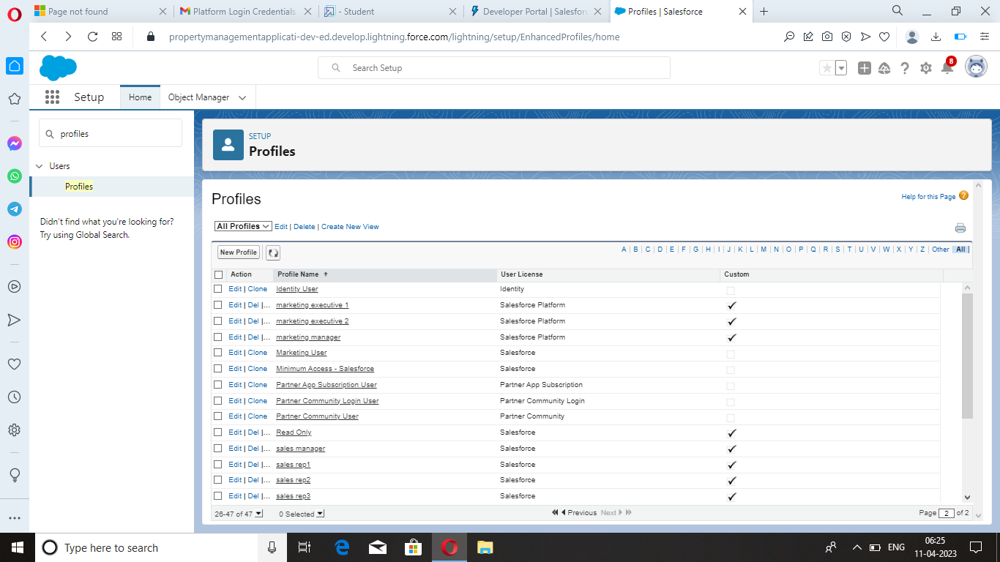 Page not found
Platform Login Credentials
- Student
Developer Portal | Salesforc
Profiles | Salesforce
propertymanagementapplicati-dev-ed.develop.lightning.force.com/lightning/setup/EnhancedProfiles/home
Search Setup
8
Setup
Home
Object Manager
profiles
Users
Profiles
Didn't find what you're looking for?
Try using Global Search.
SETUP
Profiles
Profiles
Help for this Page ?
All Profiles Edit | Delete | Create New View
New Profile
A | B | C | D | E | F | G | H | I | J | K | L | M | N | O | P | Q | R | S | T | U | V | W | X | Y | Z | Other | All
Action Profile Name User License Custom
Edit | Clone Identity User Identity
Edit | Del |... marketing executive 1 Salesforce Platform
Edit | Del |... marketing executive 2 Salesforce Platform
Edit | Del |... marketing manager Salesforce Platform
Edit | Clone Marketing User Salesforce
Edit | Clone Minimum Access - Salesforce Salesforce
Edit | Clone Partner App Subscription User Partner App Subscription
Edit | Clone Partner Community Login User Partner Community Login
Edit | Clone Partner Community User Partner Community
Edit | Del |... Read Only Salesforce
Edit | Del |... sales manager Salesforce
Edit | Del |... sales rep1 Salesforce
Edit | Del |... sales rep2 Salesforce
Edit | Del |... sales rep3 Salesforce
26-47 of 47 0 Selected Previous Next Page 2 of 2
Type here to search
ENG
06:25
11-04-2023